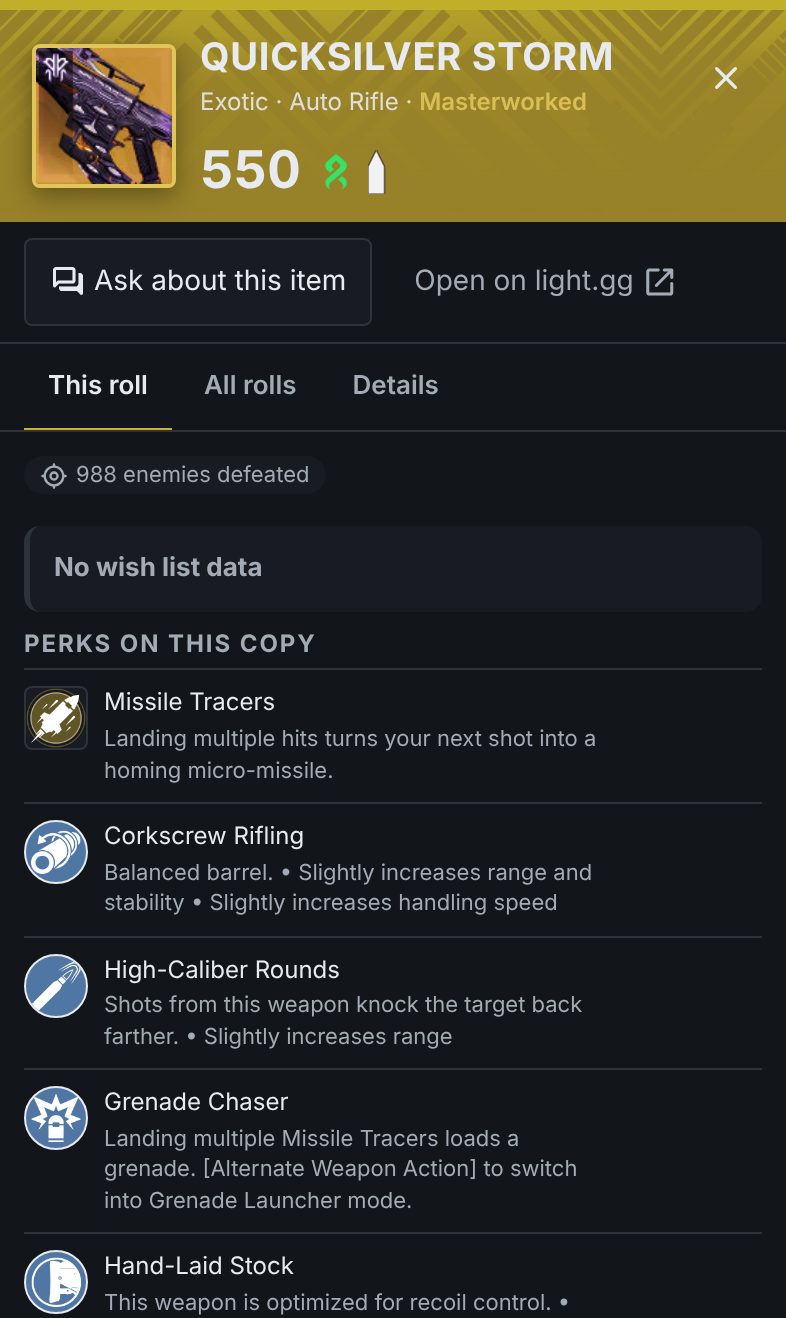 QUICKSILVER STORM
Exotic · Auto Rifle · Masterworked
550
Ask about this item
Open on light.gg
This roll
All rolls
Details
988 enemies defeated
No wish list data
PERKS ON THIS COPY
Missile Tracers
Landing multiple hits turns your next shot into a
homing micro-missile.
Corkscrew Rifling
Balanced barrel. • Slightly increases range and
stability • Slightly increases handling speed
High-Caliber Rounds
Shots from this weapon knock the target back
farther. • Slightly increases range
Grenade Chaser
Landing multiple Missile Tracers loads a
grenade. [Alternate Weapon Action] to switch
into Grenade Launcher mode.
Hand-Laid Stock
This weapon is optimized for recoil control. •